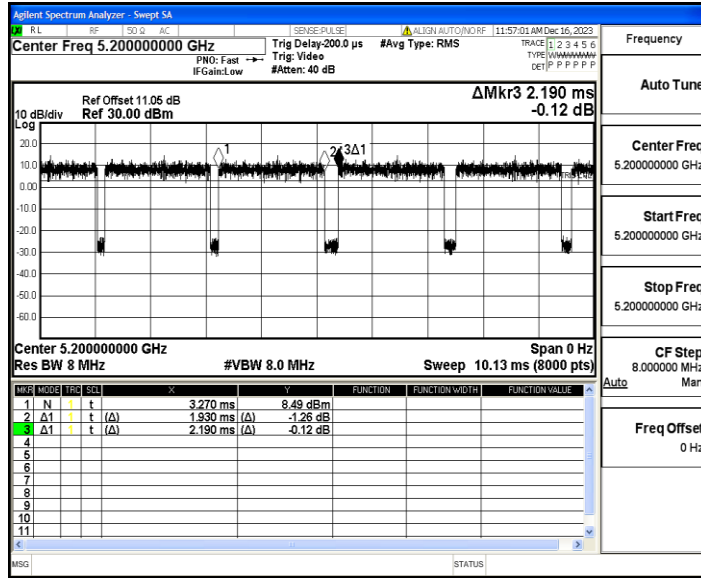 Agilent Spectrum Analyzer - Swept SA
RL RF 50 Ω AC SENSE:PULSE ALIGN AUTO/NO RF 11:57:01 AM Dec 16, 2023
Center Freq 5.200000000 GHz
PNO: Fast
IFGain:Low
Trig Delay-200.0 µs
Trig: Video
#Atten: 40 dB
#Avg Type: RMS
TRACE 1 2 3 4 5 6
TYPE
DET P P P P P P
ΔMkr3 2.190 ms
-0.12 dB
Ref Offset 11.05 dB
10 dB/div Ref 30.00 dBm
Log
20.0
10.0
0.00
-10.0
-20.0
-30.0
-40.0
-50.0
-60.0
1
3Δ1
Center 5.200000000 GHz Span 0 Hz
Res BW 8 MHz #VBW 8.0 MHz Sweep 10.13 ms (8000 pts)
MKR MODE TRC SCL X Y FUNCTION FUNCTION WIDTH FUNCTION VALUE
1 N 1 t 3.270 ms 8.49 dBm
2 Δ1 1 t (Δ) 1.930 ms (Δ) -1.26 dB
3 Δ1 1 t (Δ) 2.190 ms (Δ) -0.12 dB
4
5
6
7
8
9
10
11
MSG STATUS
Frequency
Auto Tune
Center Freq
5.200000000 GHz
Start Freq
5.200000000 GHz
Stop Freq
5.200000000 GHz
CF Step
8.000000 MHz
Auto Man
Freq Offset
0 Hz